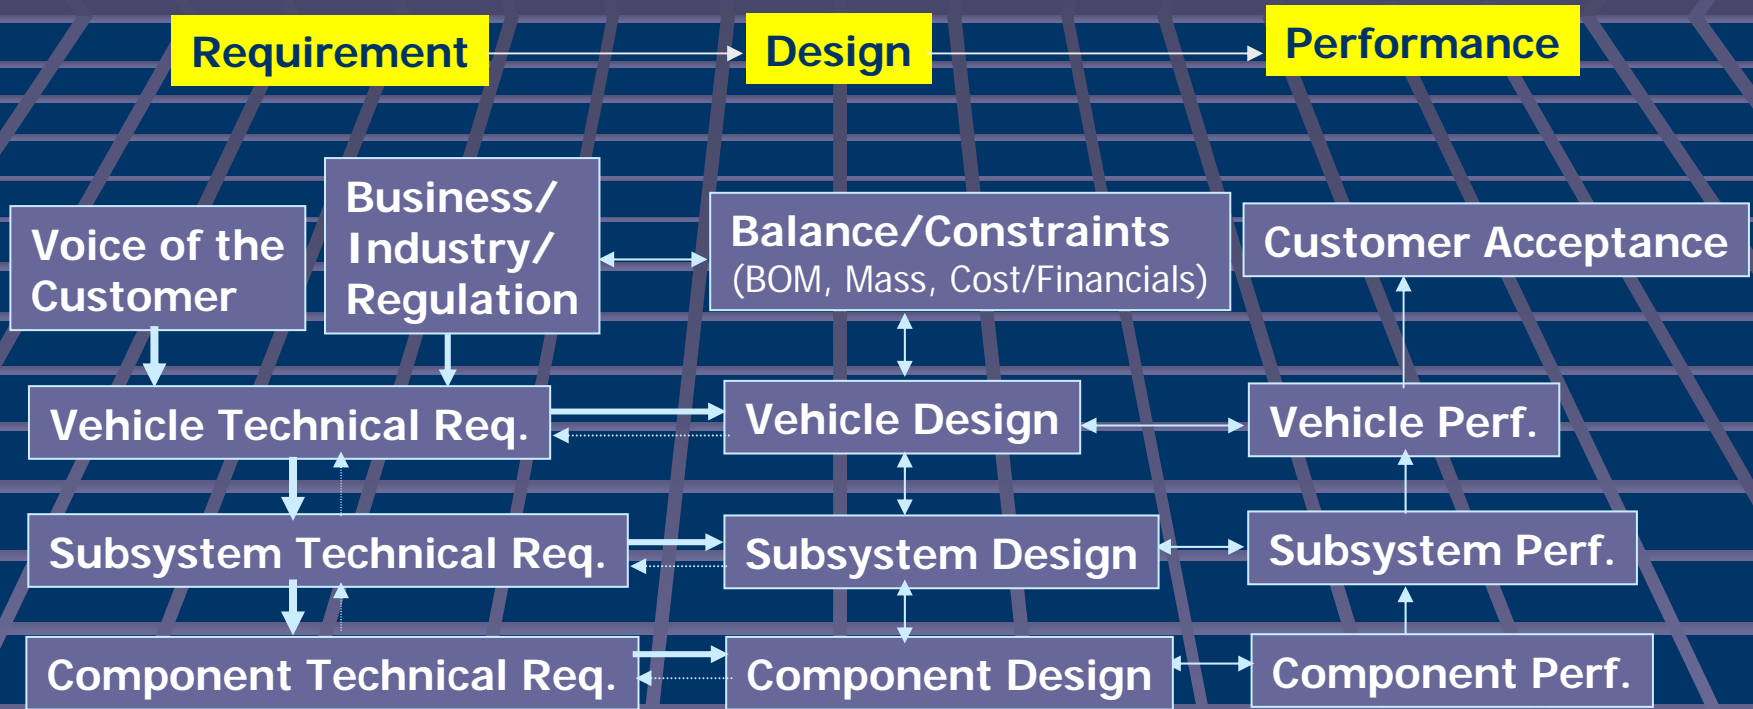 Requirement
Design
Performance
Voice of the
Customer
Business/
Industry/
Regulation
Balance/Constraints
(BOM, Mass, Cost/Financials)
Customer Acceptance
Vehicle Technical Req.
Vehicle Design
Vehicle Perf.
Subsystem Technical Req.
Subsystem Design
Subsystem Perf.
Component Technical Req.
Component Design
Component Perf.